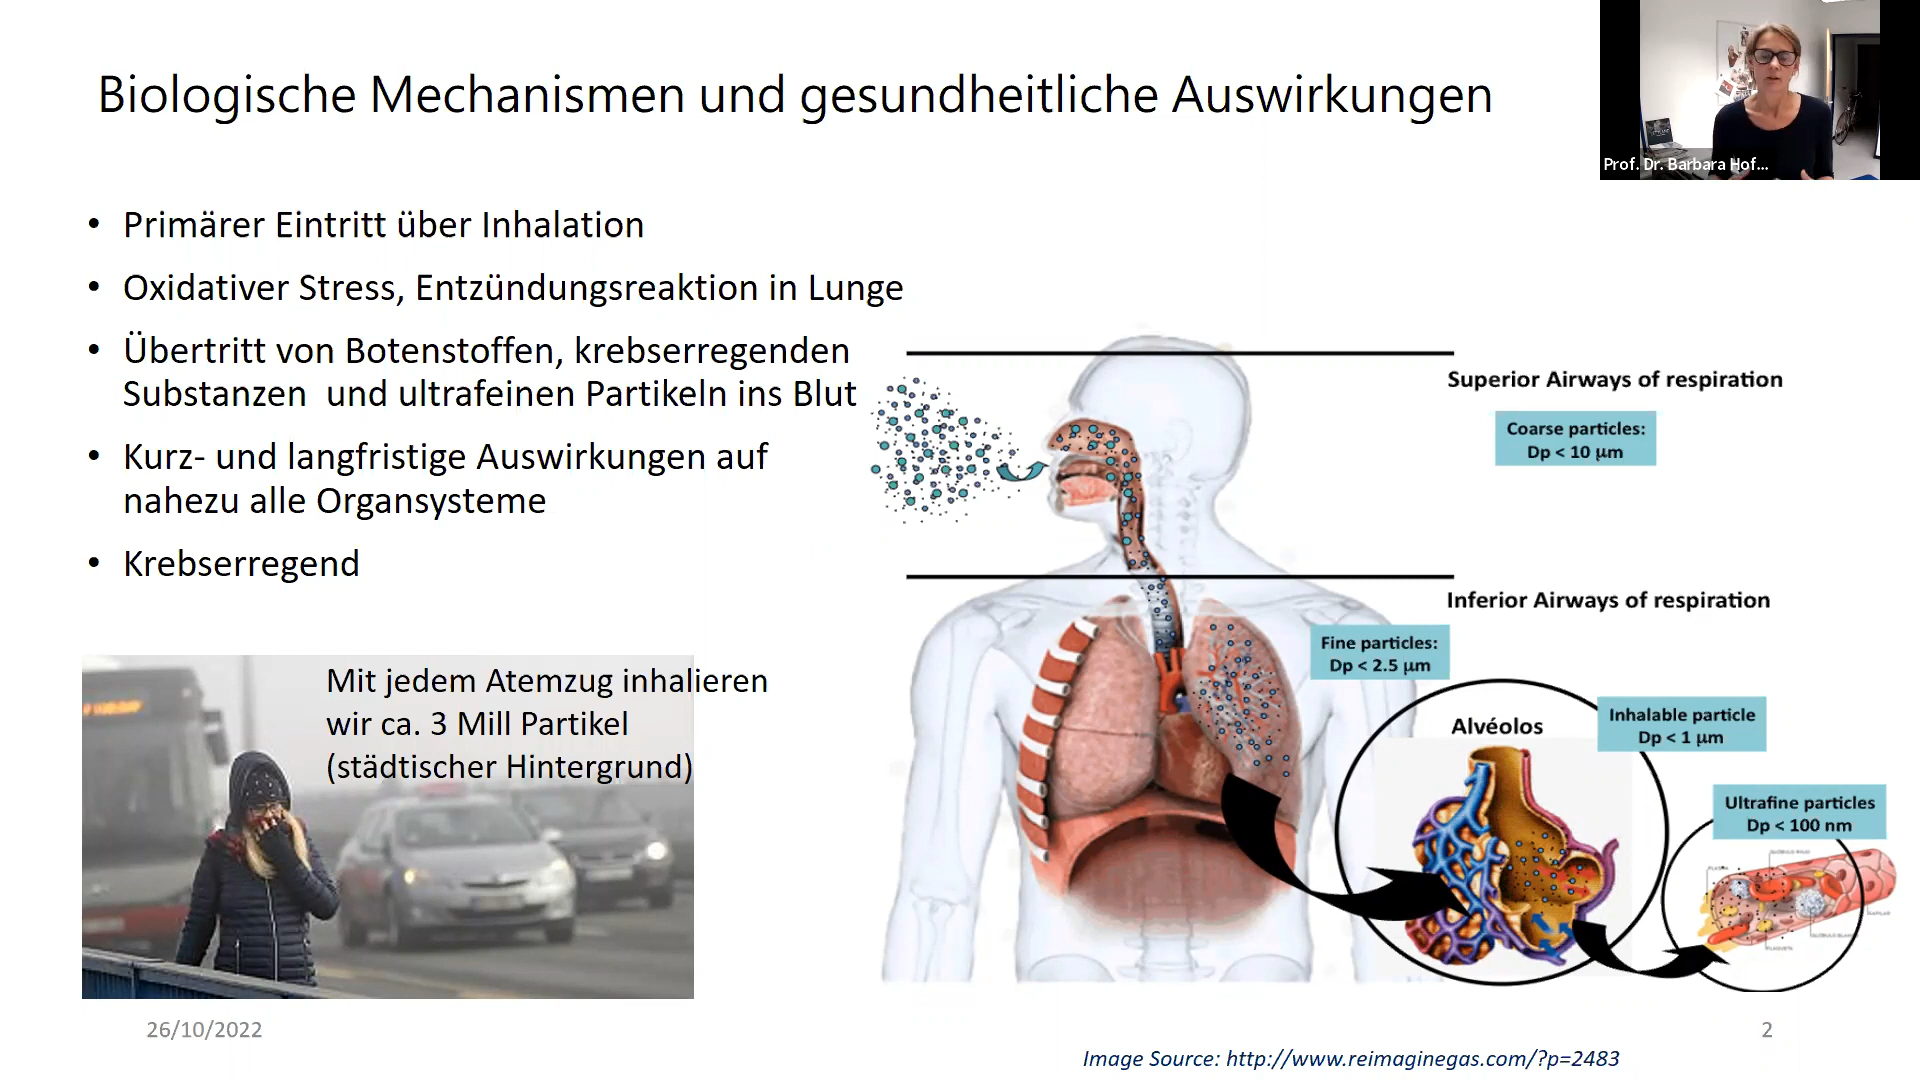 Biologische Mechanismen und gesundheitliche Auswirkungen
Prof. Dr. Barbara Hof...
• Primärer Eintritt über Inhalation
• Oxidativer Stress, Entzündungsreaktion in Lunge
• Übertritt von Botenstoffen, krebserregenden
Substanzen und ultrafeinen Partikeln ins Blut
• Kurz- und langfristige Auswirkungen auf
nahezu alle Organsysteme
• Krebserregend
Mit jedem Atemzug inhalieren
wir ca. 3 Mill Partikel
(städtischer Hintergrund)
Superior Airways of respiration
Coarse particles:
Dp < 10 µm
Inferior Airways of respiration
Fine particles:
Dp < 2.5 µm
Alvéolos
Inhalable particle
Dp < 1 µm
Ultrafine particles
Dp < 100 nm
26/10/2022
2
Image Source: http://www.reimaginegas.com/?p=2483